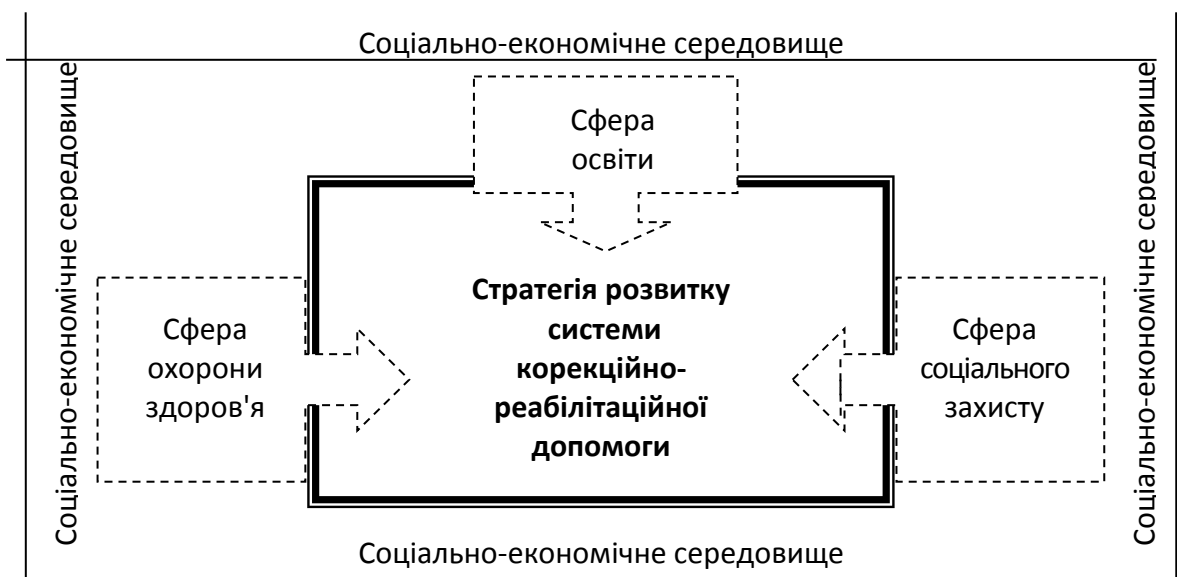 Соціально-економічне середовище
Соціально-економічне середовище
Сфера
освіти
Соціально-економічне середовище
Сфера
охорони
здоров'я
Стратегія розвитку
системи
корекційно-
реабілітаційної
допомоги
Сфера
соціального
захисту
Соціально-економічне середовище